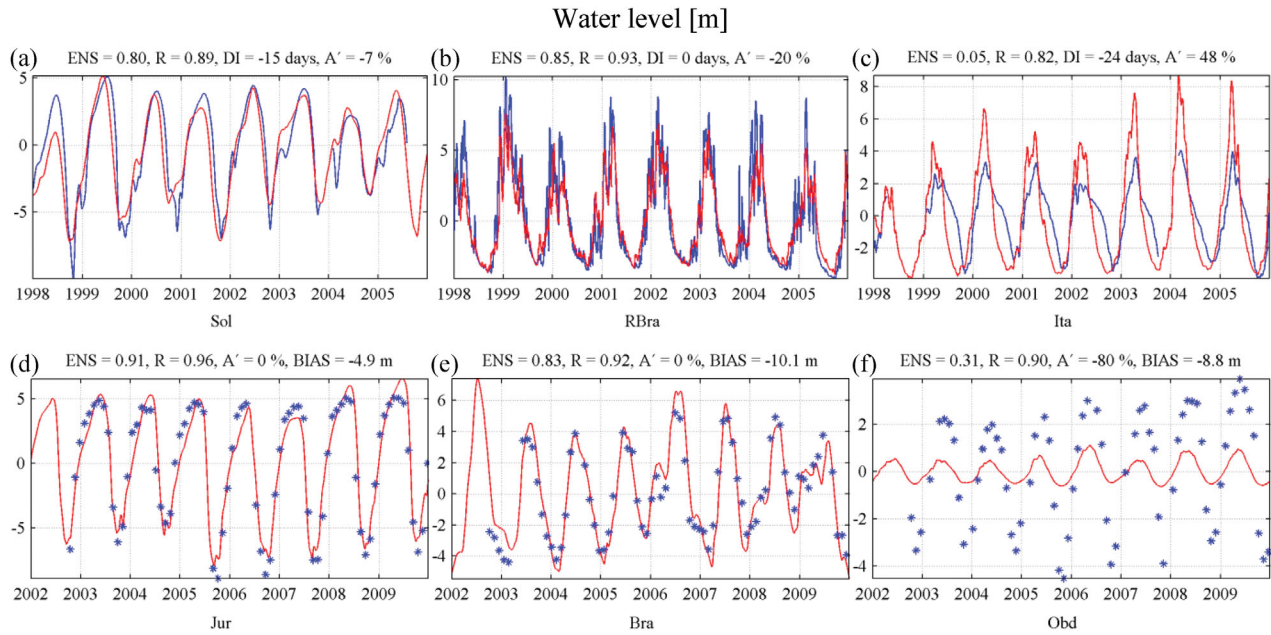 Water level [m]
(a) ENS = 0.80, R = 0.89, DI = -15 days, A´ = -7 %
(b) ENS = 0.85, R = 0.93, DI = 0 days, A´ = -20 %
(c) ENS = 0.05, R = 0.82, DI = -24 days, A´ = 48 %
5
0
-5
1998 1999 2000 2001 2002 2003 2004 2005
Sol
10
5
0
1998 1999 2000 2001 2002 2003 2004 2005
RBra
8
6
4
2
0
-2
1998 1999 2000 2001 2002 2003 2004 2005
Ita
(d) ENS = 0.91, R = 0.96, A´ = 0 %, BIAS = -4.9 m
(e) ENS = 0.83, R = 0.92, A´ = 0 %, BIAS = -10.1 m
(f) ENS = 0.31, R = 0.90, A´ = -80 %, BIAS = -8.8 m
5
0
-5
2002 2003 2004 2005 2006 2007 2008 2009
Jur
6
4
2
0
-2
-4
2002 2003 2004 2005 2006 2007 2008 2009
Bra
2
0
-2
-4
2002 2003 2004 2005 2006 2007 2008 2009
Obd